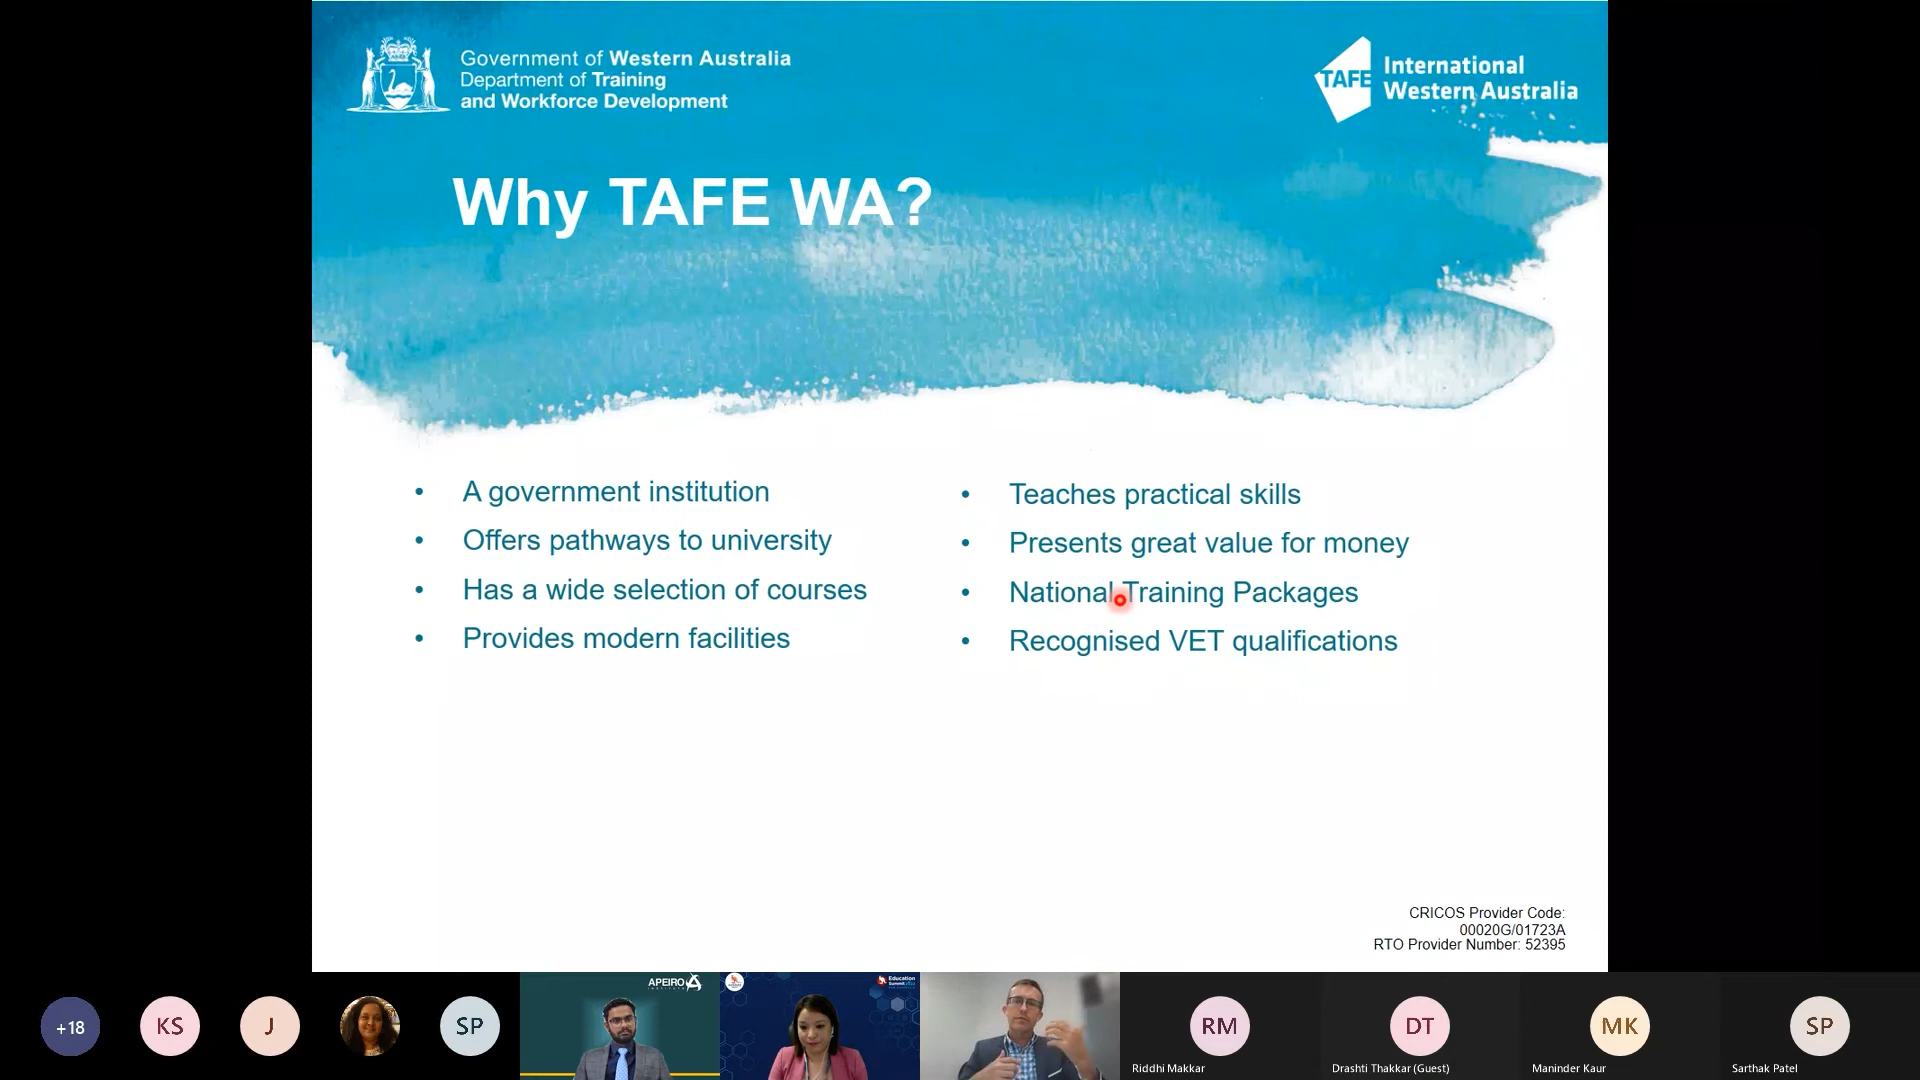 Government of Western Australia
Department of Training
and Workforce Development
TAFE
International
Western Australia
Why TAFE WA?
• A government institution
• Offers pathways to university
• Has a wide selection of courses
• Provides modern facilities
• Teaches practical skills
• Presents great value for money
• National Training Packages
• Recognised VET qualifications
CRICOS Provider Code:
00020G/01723A
RTO Provider Number: 52395
+18
KS
J
SP
APEIRO
INSTITUTE
Education
RM
DT
MK
SP
Riddhi Makkar
Drashti Thakkar (Guest)
Maninder Kaur
Sarthak Patel